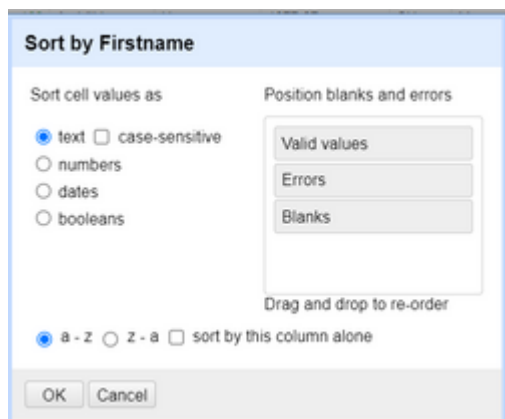 Sort by Firstname
Sort cell values as
Position blanks and errors
text case-sensitive
numbers
dates
booleans
Valid values
Errors
Blanks
Drag and drop to re-order
a - z z - a sort by this column alone
OK Cancel